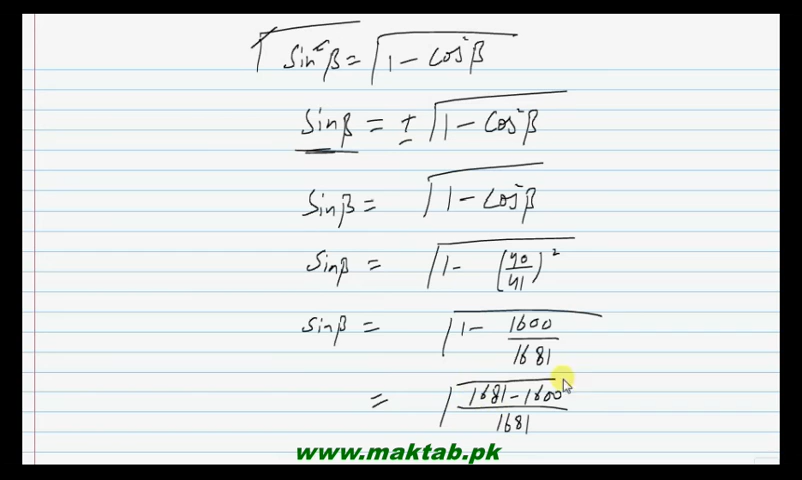 √sin²β = √1 - cos²β
sinβ = ± √1 - cos²β
sinβ = √1 - cos²β
sinβ = √1 - (40/41)²
sinβ = √1 - 1600/1681
= √1681 - 1600/1681
www.maktab.pk